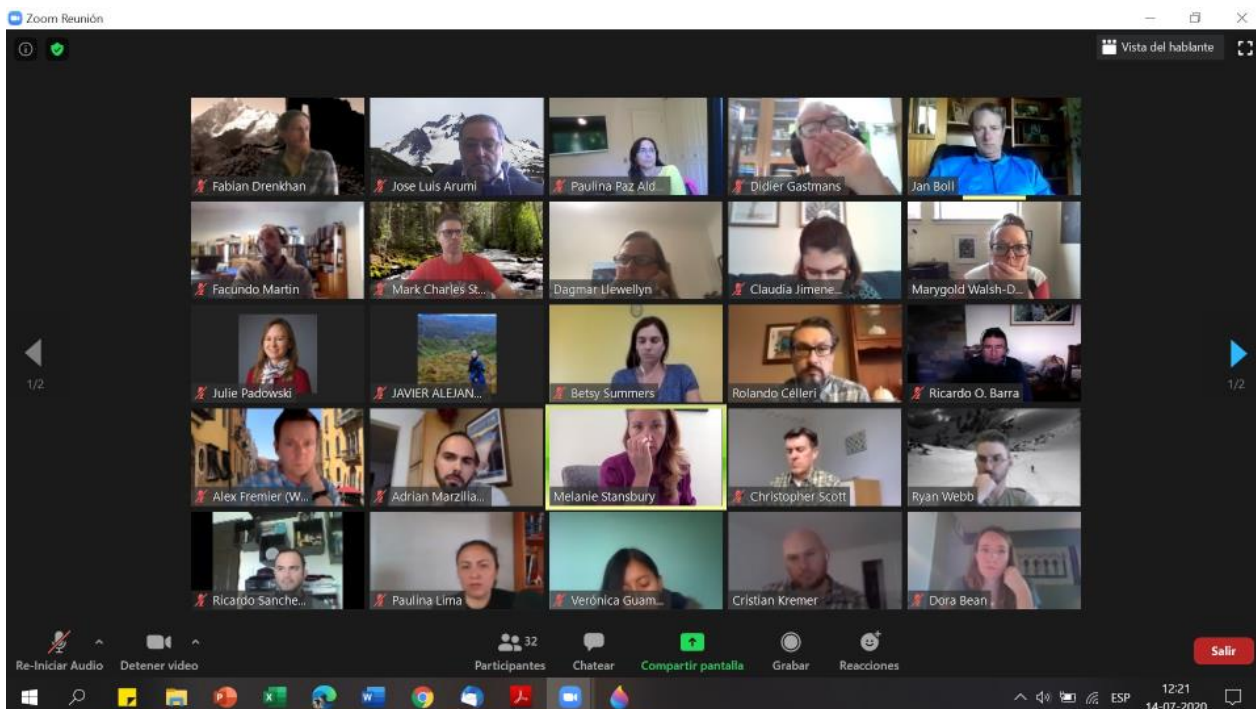 Zoom Reunión
Vista del hablante
Fabian Drenkhan
Jose Luis Arumi
Paulina Paz Ald...
Didier Gastmans
Jan Boll
Facundo Martin
Mark Charles St...
Dagmar Llewellyn
Claudia Jimene...
Marygold Walsh-D...
1/2
Julie Padowski
JAVIER ALEJAN...
Betsy Summers
Rolando Célleri
Ricardo O. Barra
1/2
Alex Fremier (W...
Adrian Marzilia...
Melanie Stansbury
Christopher Scott
Ryan Webb
Ricardo Sanche...
Paulina Lima
Verónica Guam...
Cristian Kremer
Dora Bean
Re-Iniciar Audio
Detener video
32
Participantes
Chatear
Compartir pantalla
Grabar
Reacciones
Salir
ESP
12:21
14-07-2020